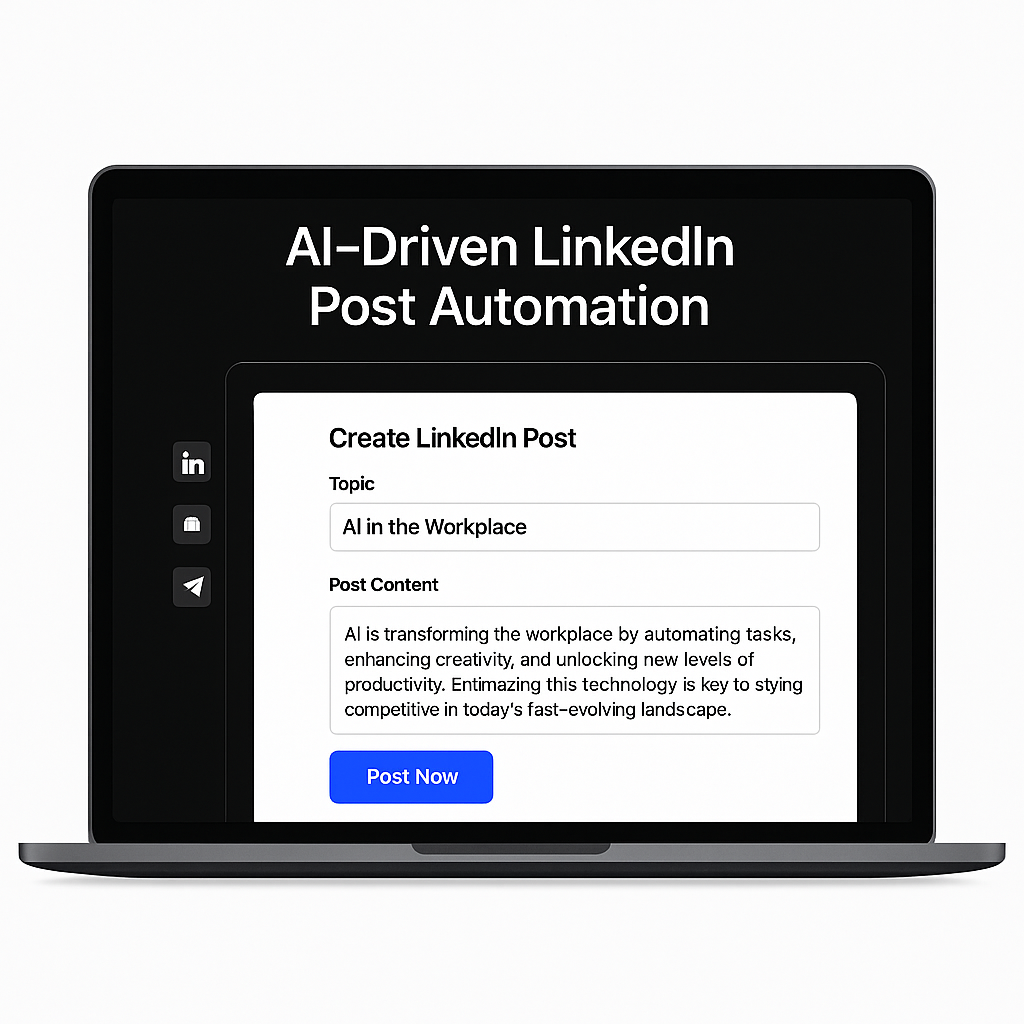 AI–Driven LinkedIn
Post Automation
in
Create LinkedIn Post
Topic
AI in the Workplace
Post Content
AI is transforming the workplace by automating tasks,
enhancing creativity, and unlocking new levels of
productivity. Entimazing this technology is key to stying
competitive in today's fast–evolving landscape.
Post Now